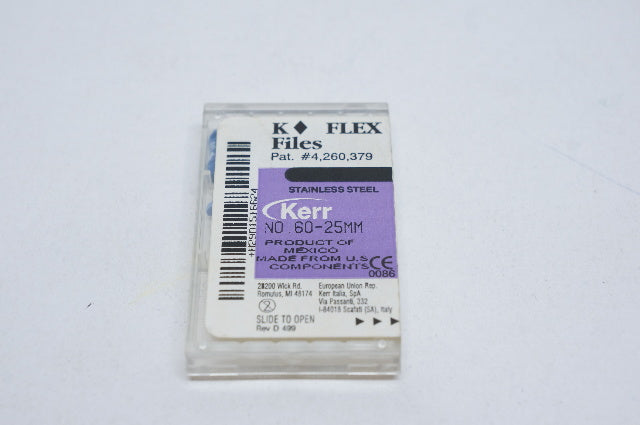 K♦ FLEX
Files
Pat. #4,260,379
STAINLESS STEEL
Kerr
NO. 60-25MM
PRODUCT OF
MEXICO
MADE FROM U.S.
COMPONENTS
CE
0086
28200 Wick Rd.
Romulus, MI 48174
2
European Union Rep.
Kerr Italia, SpA
Via Passanti, 332
I-84018 Scafati (SA), Italy
SLIDE TO OPEN
Rev D 499